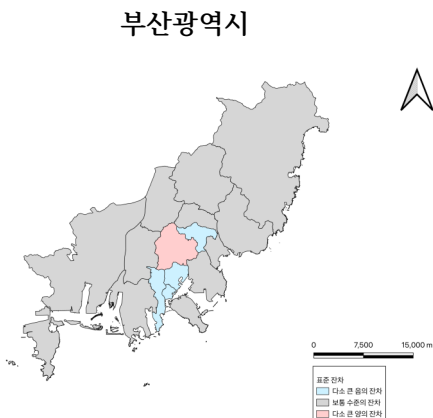 부산광역시
0 7,500 15,000 m
표준 잔차
다소 큰 음의 잔차
보통 수준의 잔차
다소 큰 양의 잔차